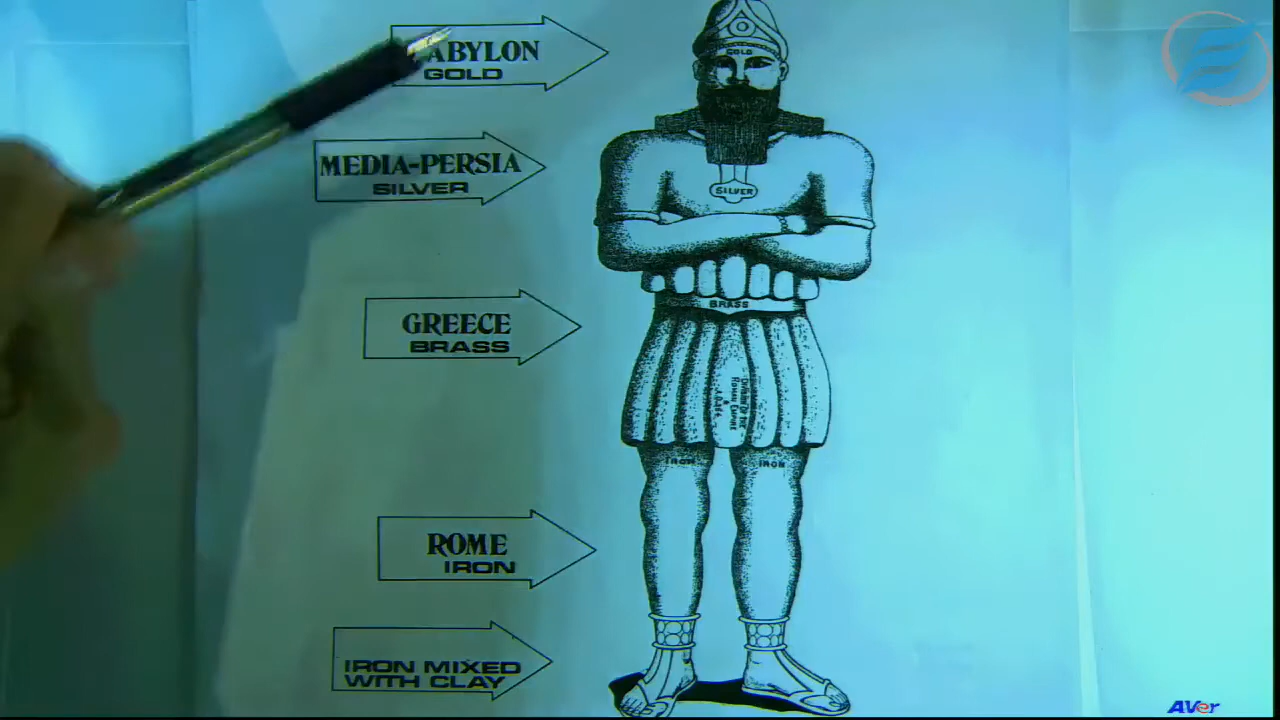 ABYLON
GOLD
GOLD
MEDIA-PERSIA
SILVER
SILVER
BRASS
GREECE
BRASS
IRON
IRON
ROME
IRON
IRON MIXED
WITH CLAY
AVer